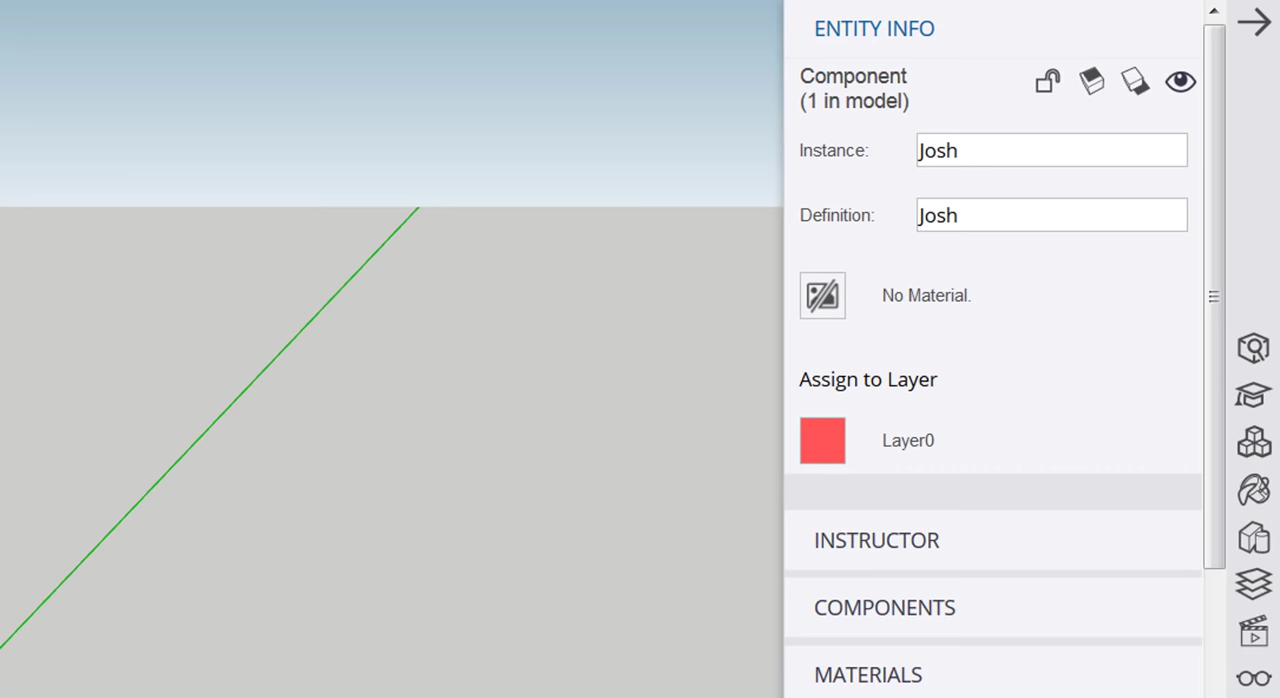 ENTITY INFO
Component
(1 in model)
Instance: Josh
Definition: Josh
No Material.
Assign to Layer
Layer0
INSTRUCTOR
COMPONENTS
MATERIALS